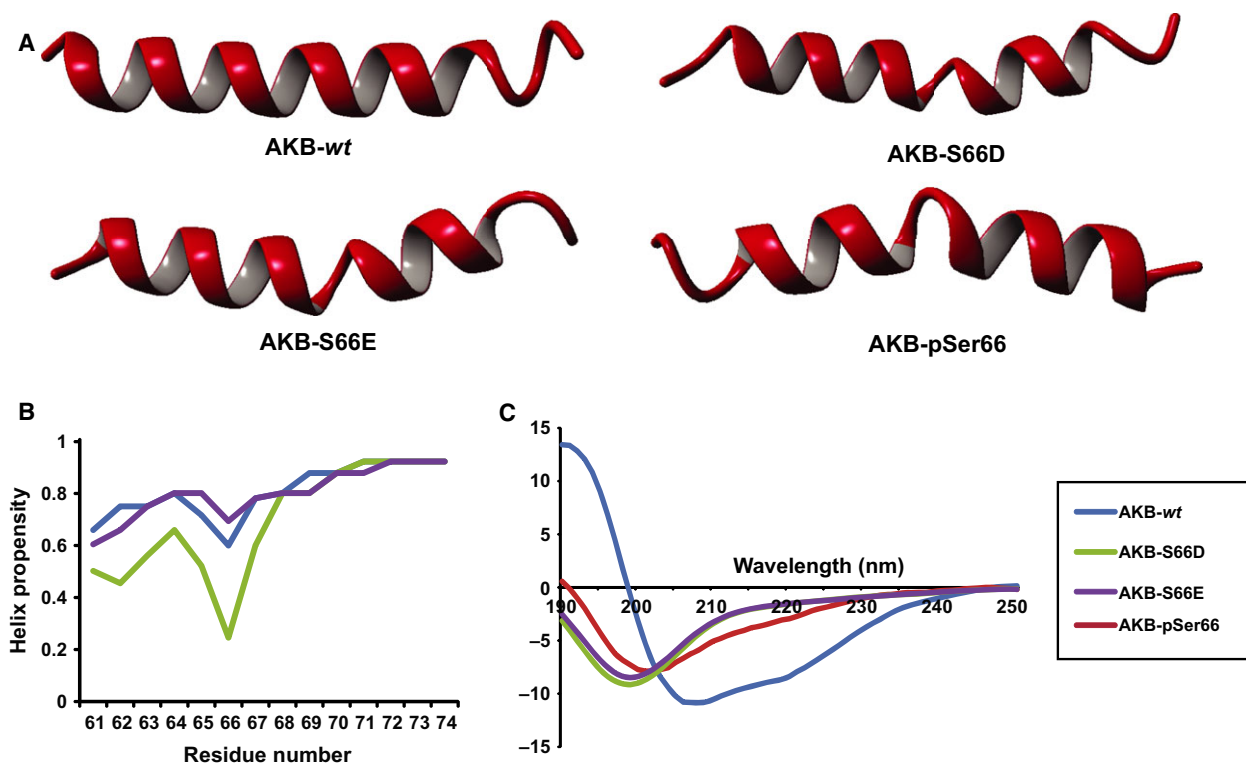 A
AKB-wt
AKB-S66D
AKB-S66E
AKB-pSer66
B
Helix propensity
1
0.8
0.6
0.4
0.2
0
61 62 63 64 65 66 67 68 69 70 71 72 73 74
Residue number
C
15
10
5
0
−5
−10
−15
Wavelength (nm)
190 200 210 220 230 240 250
AKB-wt
AKB-S66D
AKB-S66E
AKB-pSer66